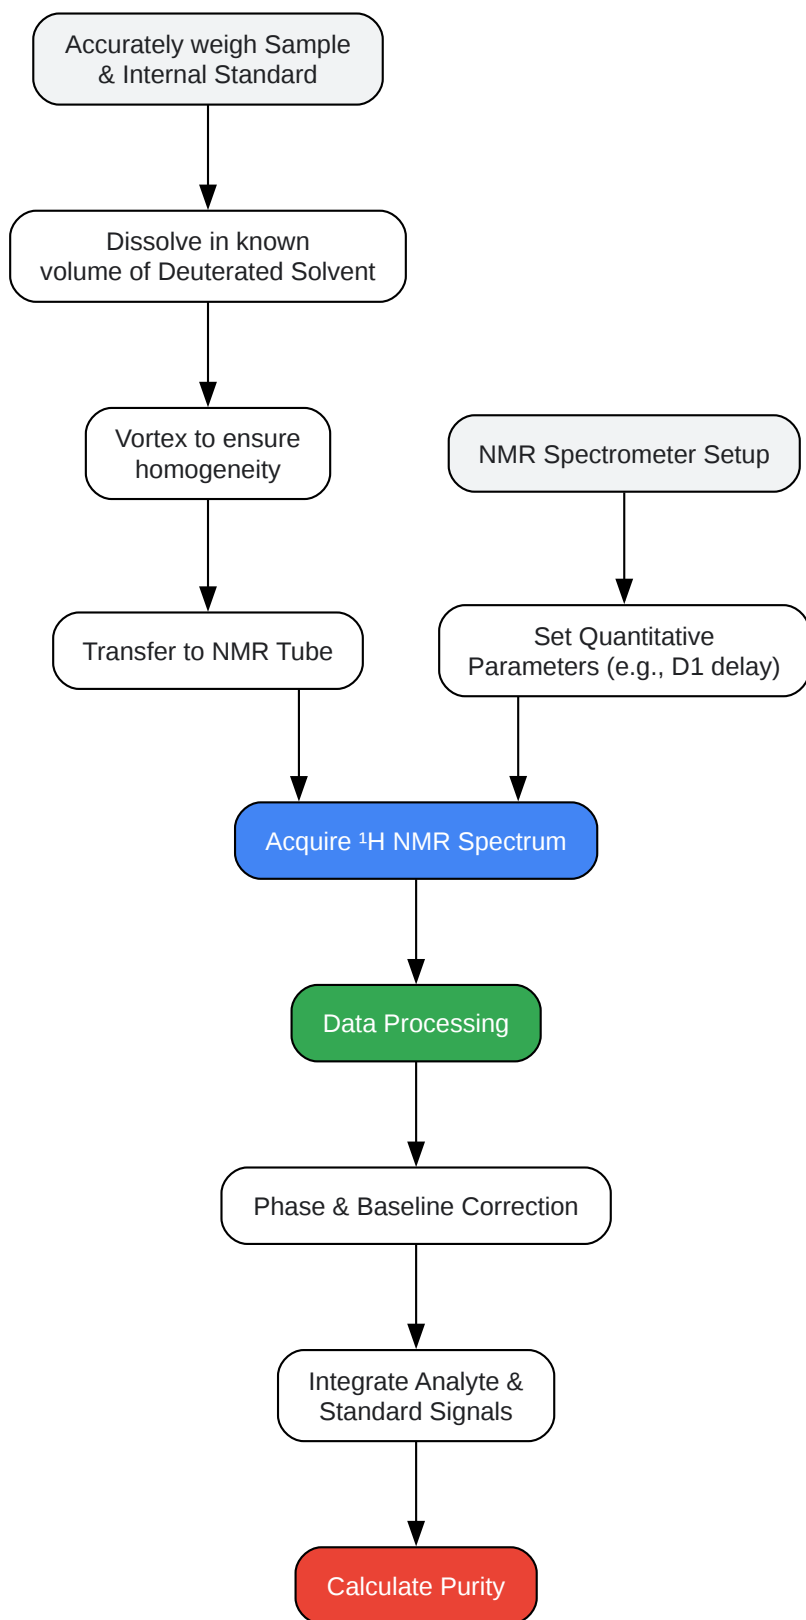 Accurately weigh Sample
& Internal Standard
Dissolve in known
volume of Deuterated Solvent
Vortex to ensure
homogeneity
NMR Spectrometer Setup
Transfer to NMR Tube
Set Quantitative
Parameters (e.g., D1 delay)
Acquire ¹H NMR Spectrum
Data Processing
Phase & Baseline Correction
Integrate Analyte &
Standard Signals
Calculate Purity